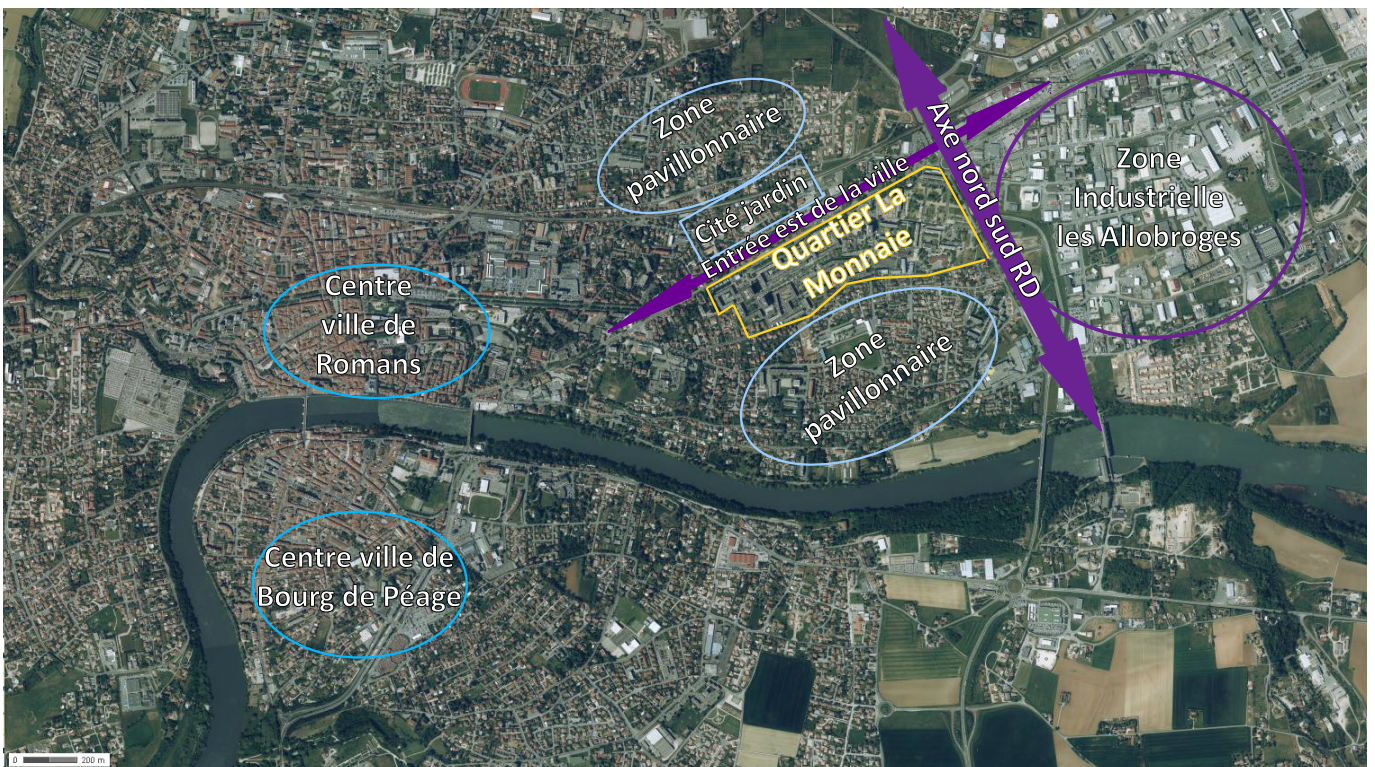 Zone
pavillonnaire
Axe nord sud RD
Zone
Industrielle
les Allobroges
Cité jardin
Entrée est de la ville
Quartier La
Monnaie
Centre
ville de
Romans
Zone
pavillonnaire
Centre ville de
Bourg de Péage
0 200 m